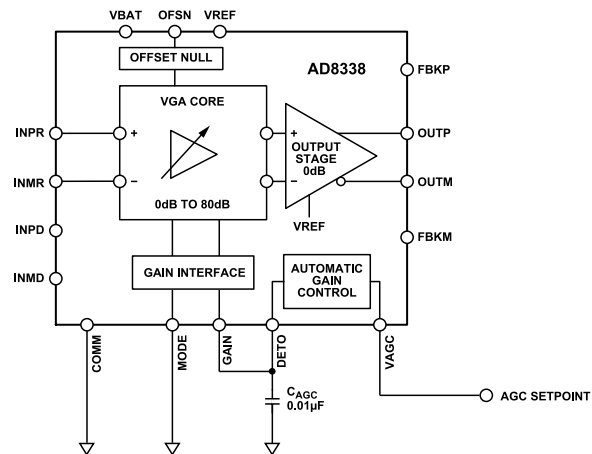 VBAT OFSN VREF
OFFSET NULL
AD8338
FBKP
VGA CORE
INPR
+
+
OUTPUT
STAGE
0dB
OUTP
INMR
−
−
OUTM
0dB TO 80dB
VREF
INPD
FBKM
GAIN INTERFACE
AUTOMATIC
GAIN
CONTROL
INMD
COMM
MODE
GAIN
DETO
VAGC
CAGC
0.01µF
AGC SETPOINT